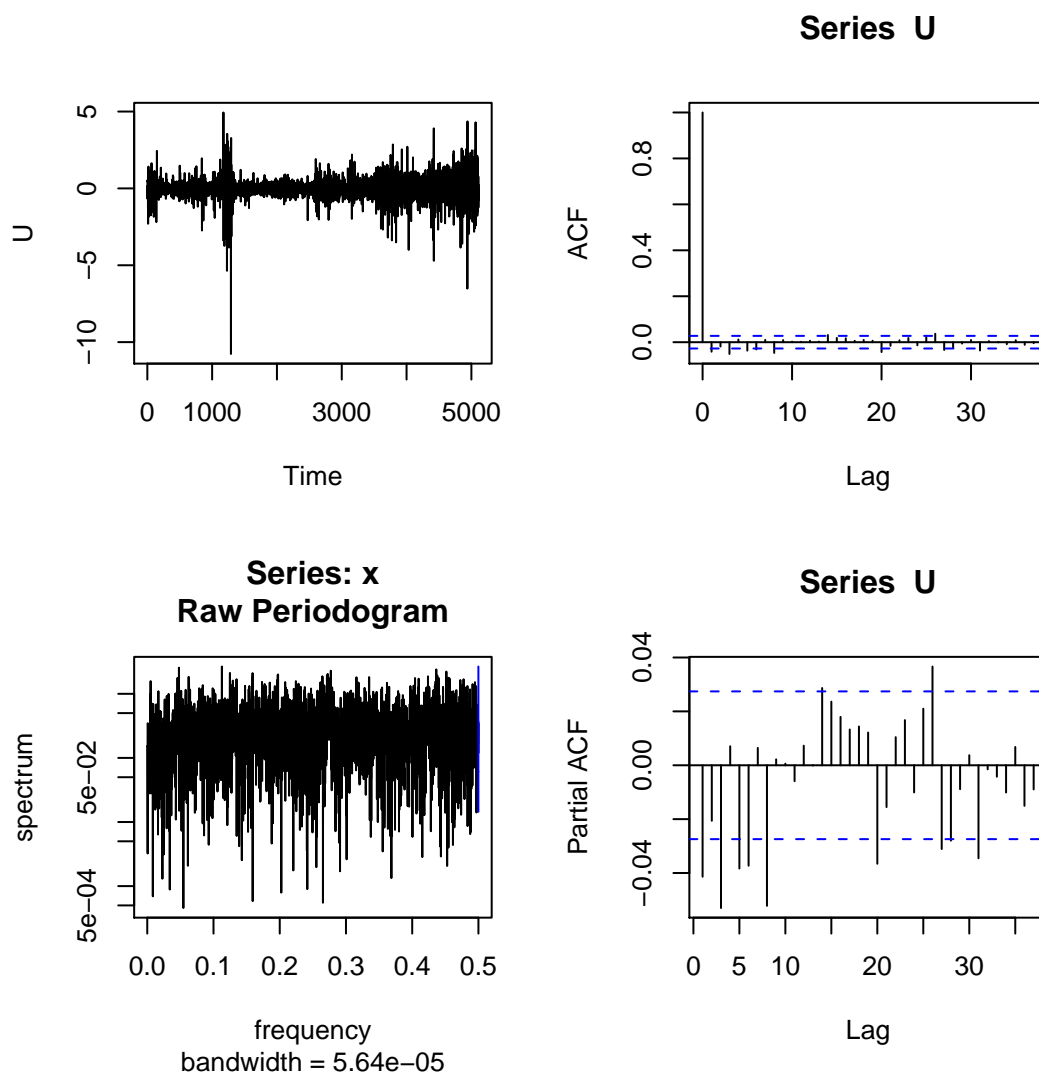 Series U
5
0
−5
−10
U
0 1000 3000 5000
Time
0.8
0.4
0.0
ACF
0 10 20 30
Lag
Series: x
Raw Periodogram
5e−02
5e−04
spectrum
0.0 0.1 0.2 0.3 0.4 0.5
frequency
bandwidth = 5.64e−05
Series U
0.04
0.00
−0.04
Partial ACF
0 5 10 20 30
Lag